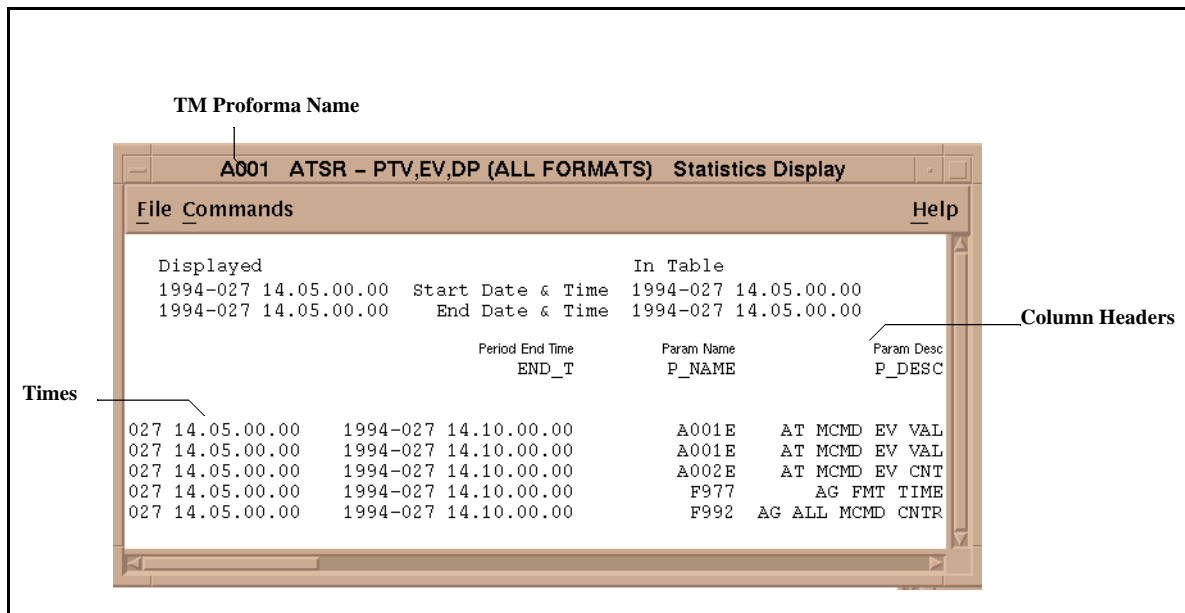 TM Proforma Name
A001 ATSR – PTV,EV,DP (ALL FORMATS) Statistics Display
File Commands Help
Displayed In Table
1994-027 14.05.00.00 Start Date & Time 1994-027 14.05.00.00
1994-027 14.05.00.00 End Date & Time 1994-027 14.05.00.00
Column Headers
Period End Time Param Name Param Desc
END_T P_NAME P_DESC
Times
027 14.05.00.00 1994-027 14.10.00.00 A001E AT MCMD EV VAL
027 14.05.00.00 1994-027 14.10.00.00 A001E AT MCMD EV VAL
027 14.05.00.00 1994-027 14.10.00.00 A002E AT MCMD EV CNT
027 14.05.00.00 1994-027 14.10.00.00 F977 AG FMT TIME
027 14.05.00.00 1994-027 14.10.00.00 F992 AG ALL MCMD CNTR